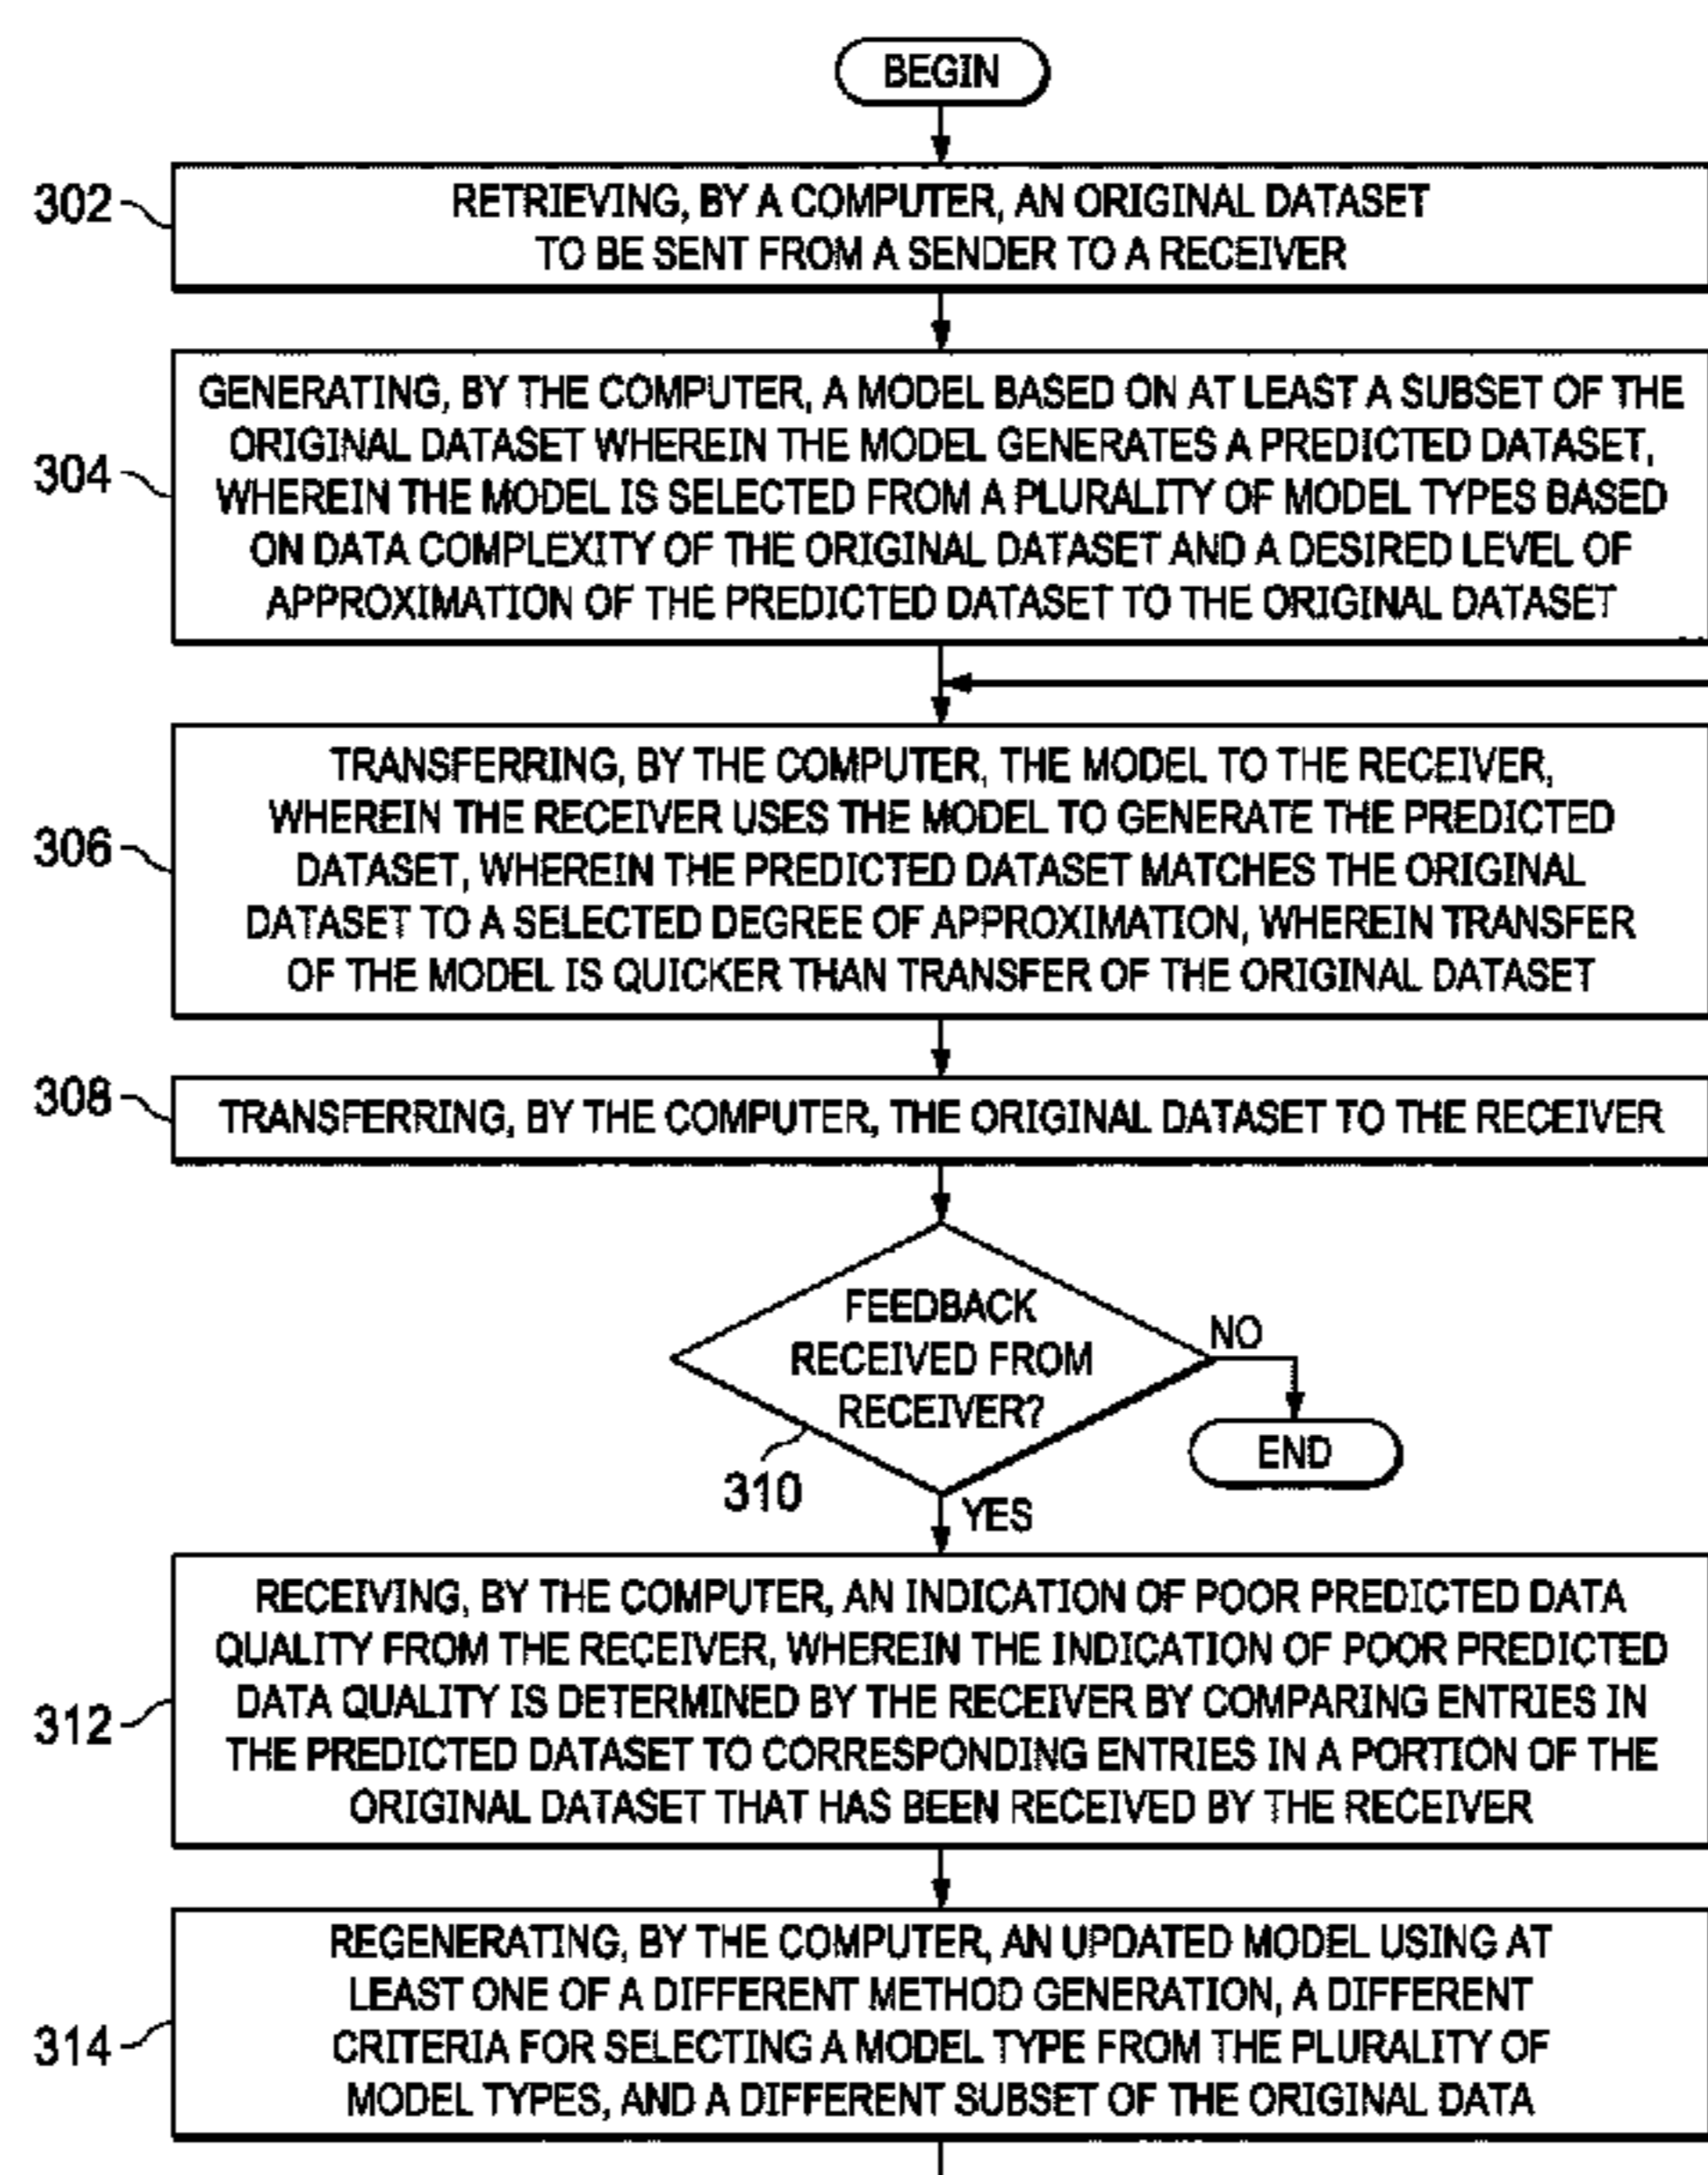 BEGIN
302
RETRIEVING, BY A COMPUTER, AN ORIGINAL DATASET
TO BE SENT FROM A SENDER TO A RECEIVER
304
GENERATING, BY THE COMPUTER, A MODEL BASED ON AT LEAST A SUBSET OF THE
ORIGINAL DATASET WHEREIN THE MODEL GENERATES A PREDICTED DATASET,
WHEREIN THE MODEL IS SELECTED FROM A PLURALITY OF MODEL TYPES BASED
ON DATA COMPLEXITY OF THE ORIGINAL DATASET AND A DESIRED LEVEL OF
APPROXIMATION OF THE PREDICTED DATASET TO THE ORIGINAL DATASET
306
TRANSFERRING, BY THE COMPUTER, THE MODEL TO THE RECEIVER,
WHEREIN THE RECEIVER USES THE MODEL TO GENERATE THE PREDICTED
DATASET, WHEREIN THE PREDICTED DATASET MATCHES THE ORIGINAL
DATASET TO A SELECTED DEGREE OF APPROXIMATION, WHEREIN TRANSFER
OF THE MODEL IS QUICKER THAN TRANSFER OF THE ORIGINAL DATASET
308
TRANSFERRING, BY THE COMPUTER, THE ORIGINAL DATASET TO THE RECEIVER
FEEDBACK
RECEIVED FROM
RECEIVER?
NO
END
310
YES
312
RECEIVING, BY THE COMPUTER, AN INDICATION OF POOR PREDICTED DATA
QUALITY FROM THE RECEIVER, WHEREIN THE INDICATION OF POOR PREDICTED
DATA QUALITY IS DETERMINED BY THE RECEIVER BY COMPARING ENTRIES IN
THE PREDICTED DATASET TO CORRESPONDING ENTRIES IN A PORTION OF THE
ORIGINAL DATASET THAT HAS BEEN RECEIVED BY THE RECEIVER
314
REGENERATING, BY THE COMPUTER, AN UPDATED MODEL USING AT
LEAST ONE OF A DIFFERENT METHOD GENERATION, A DIFFERENT
CRITERIA FOR SELECTING A MODEL TYPE FROM THE PLURALITY OF
MODEL TYPES, AND A DIFFERENT SUBSET OF THE ORIGINAL DATA